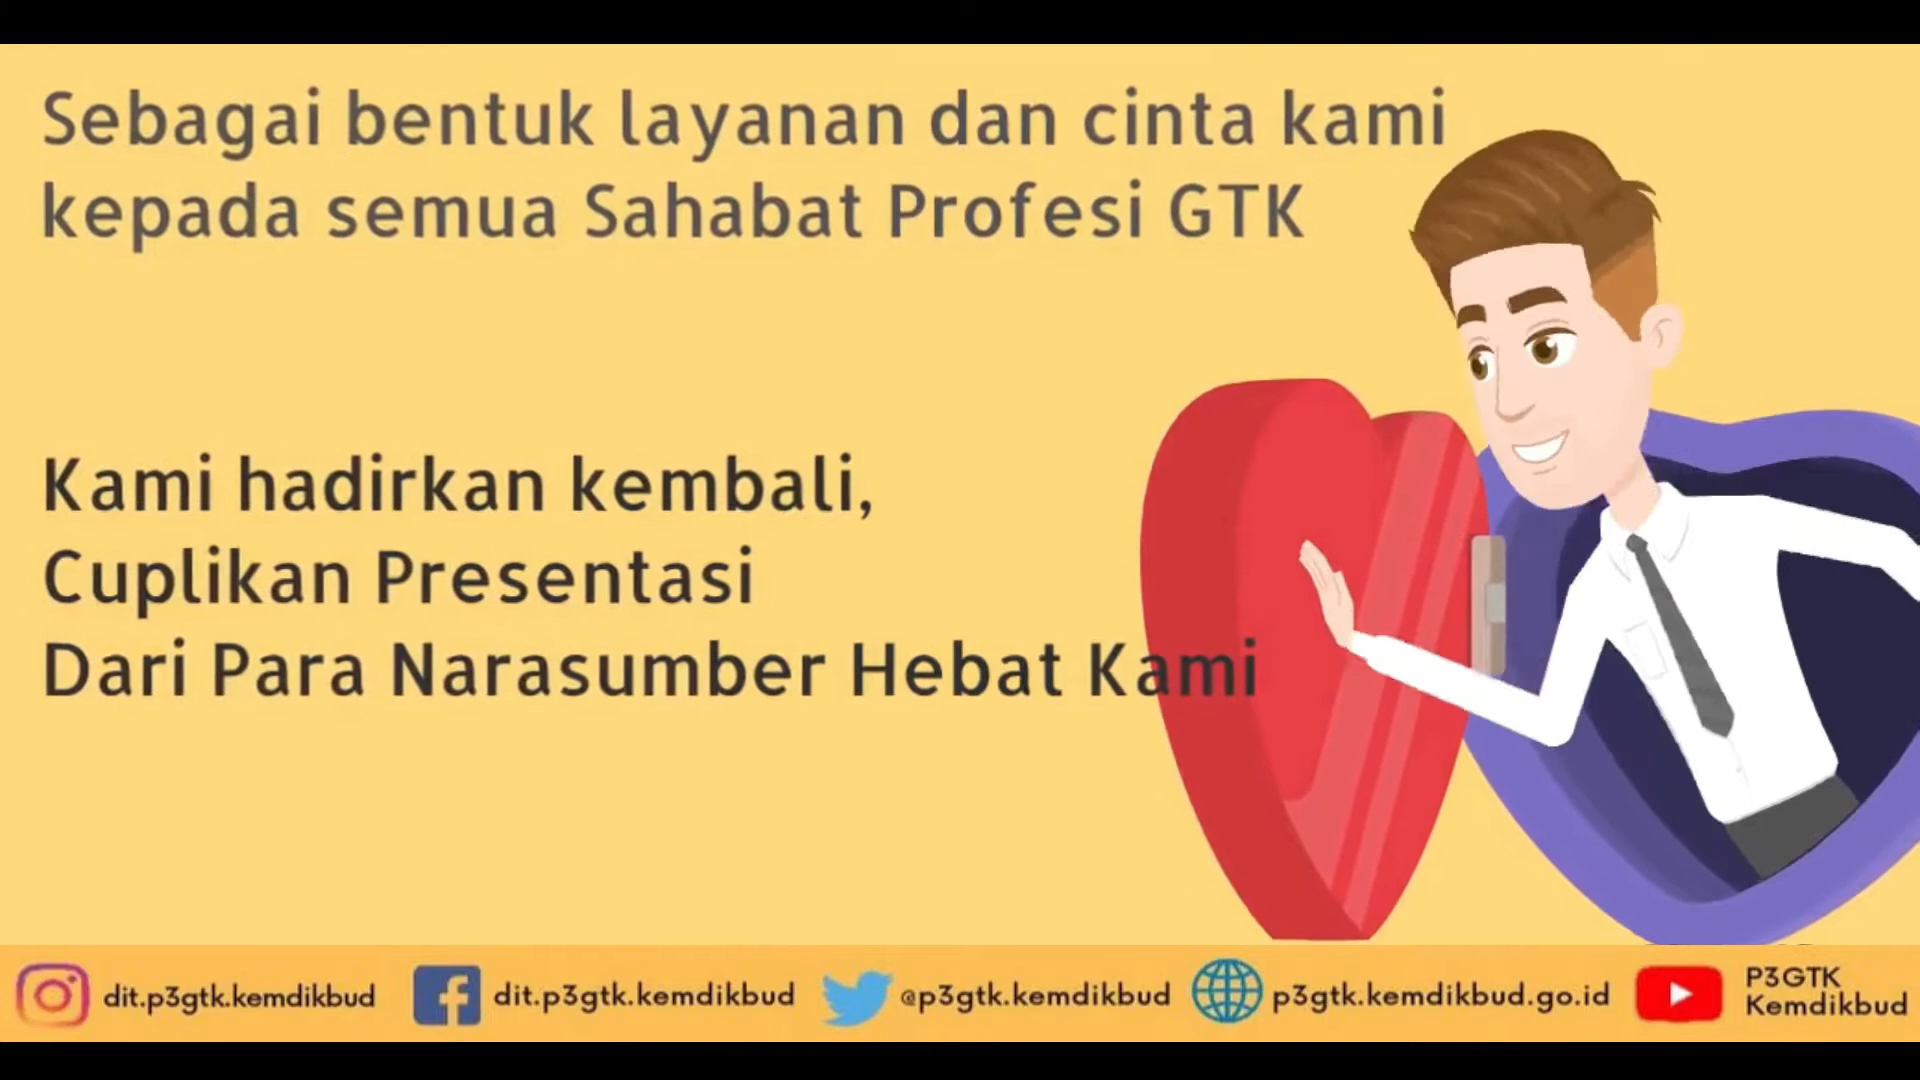 Sebagai bentuk layanan dan cinta kami
kepada semua Sahabat Profesi GTK
Kami hadirkan kembali,
Cuplikan Presentasi
Dari Para Narasumber Hebat Kami
dit.p3gtk.kemdikbud
dit.p3gtk.kemdikbud
@p3gtk.kemdikbud
p3gtk.kemdikbud.go.id
P3GTK
Kemdikbud